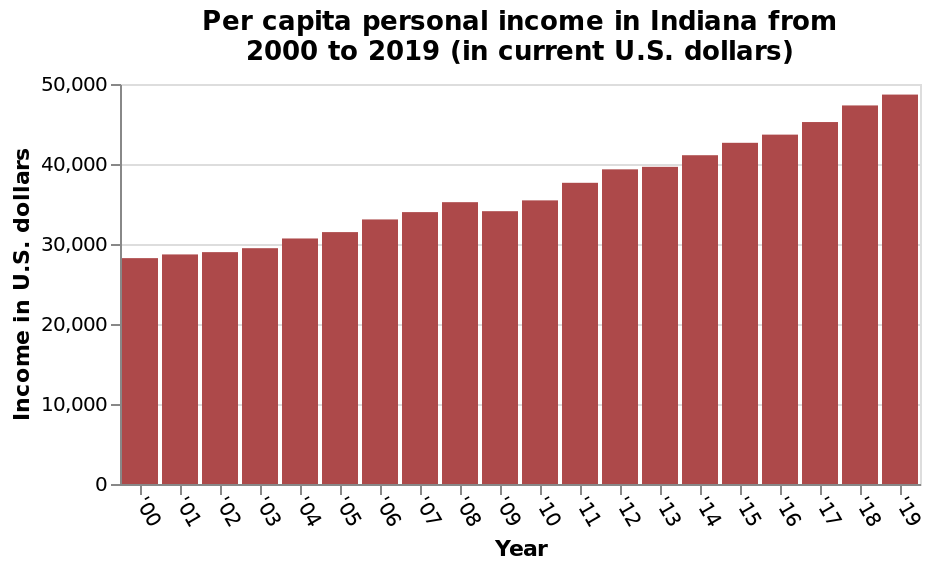 Per capita personal income in Indiana from
2000 to 2019 (in current U.S. dollars)
Income in U.S. dollars
50,000
40,000
30,000
20,000
10,000
0
'00 '01 '02 '03 '04 '05 '06 '07 '08 '09 '10 '11 '12 '13 '14 '15 '16 '17 '18 '19
Year